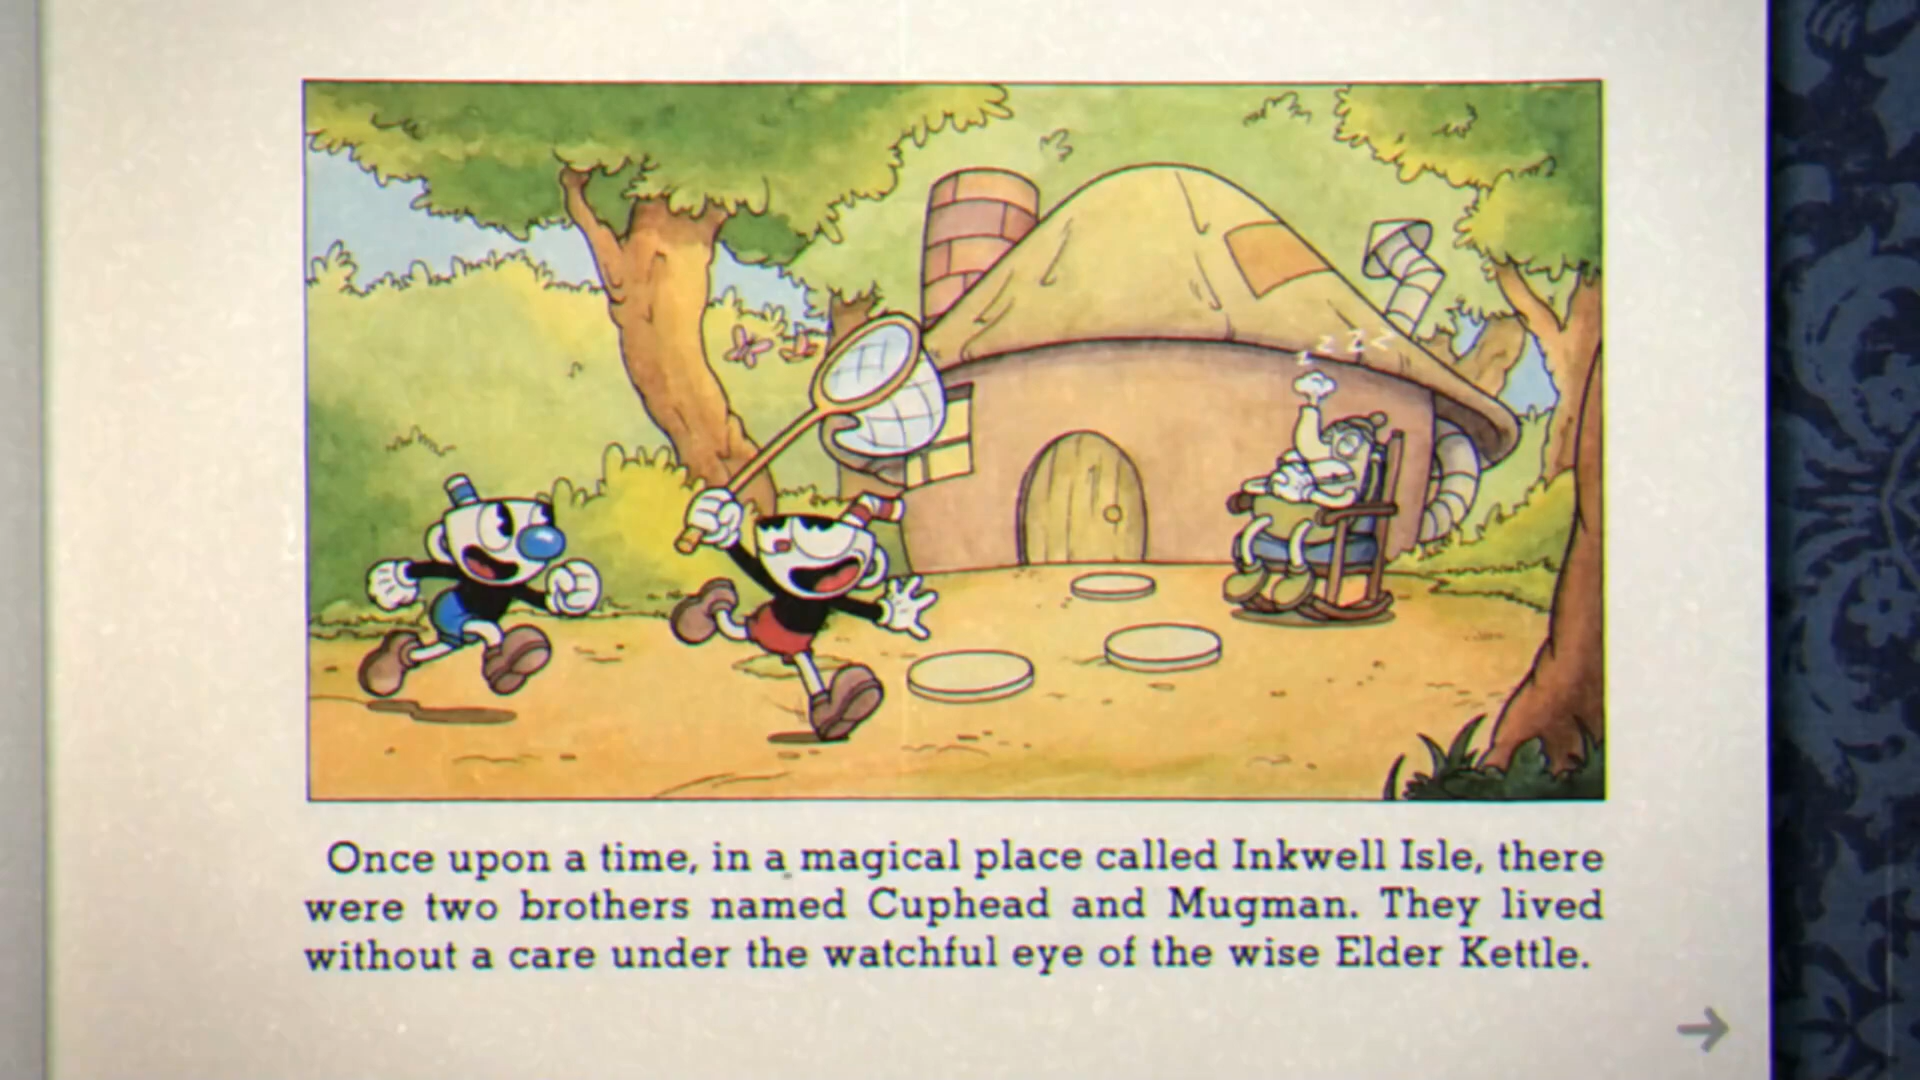 z z z z
Once upon a time, in a magical place called Inkwell Isle, there
were two brothers named Cuphead and Mugman. They lived
without a care under the watchful eye of the wise Elder Kettle.